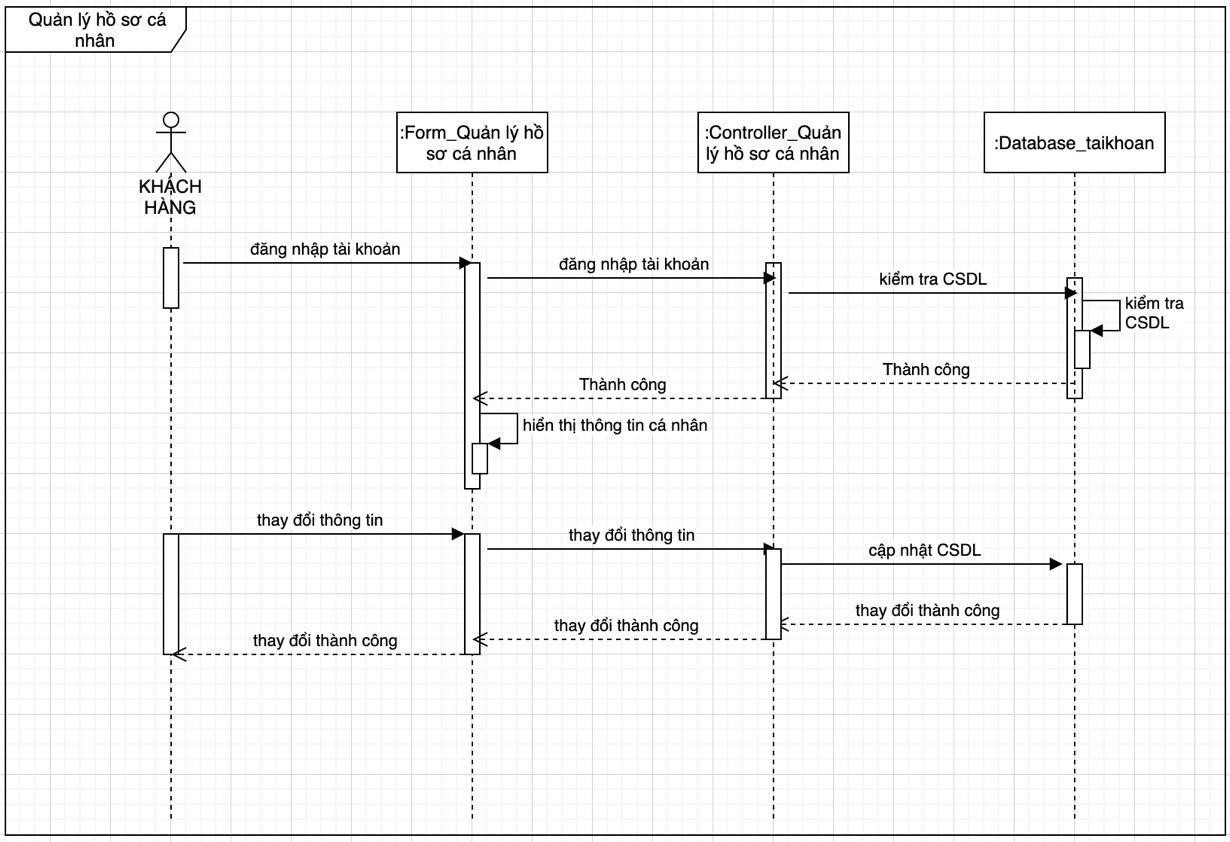 Quản lý hồ sơ cá
nhân
KHÁCH
HÀNG
:Form_Quản lý hồ
sơ cá nhân
:Controller_Quản
lý hồ sơ cá nhân
:Database_taikhoan
đăng nhập tài khoản
đăng nhập tài khoản
kiểm tra CSDL
kiểm tra
CSDL
Thành công
Thành công
hiển thị thông tin cá nhân
thay đổi thông tin
thay đổi thông tin
cập nhật CSDL
thay đổi thành công
thay đổi thành công
thay đổi thành công